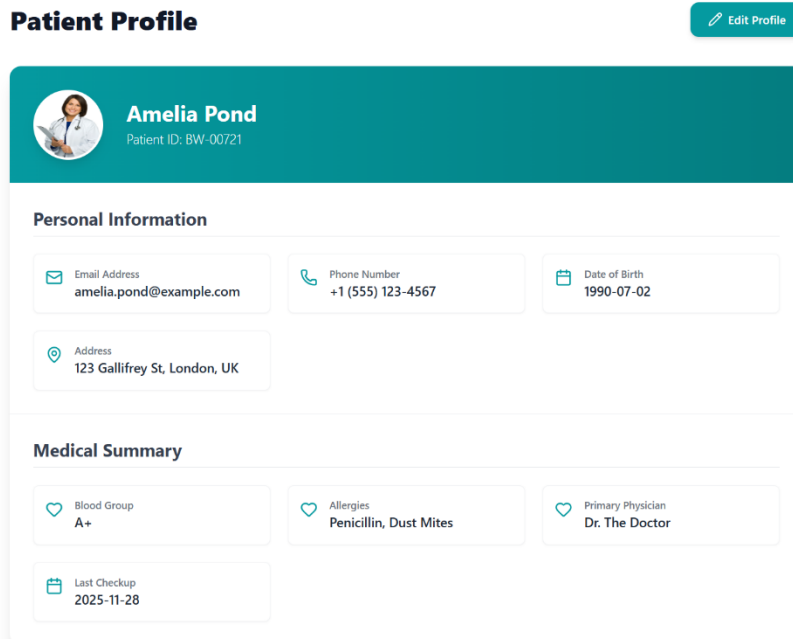 Patient Profile
Edit Profile
Amelia Pond
Patient ID: BW-00721
Personal Information
Email Address
amelia.pond@example.com
Phone Number
+1 (555) 123-4567
Date of Birth
1990-07-02
Address
123 Gallifrey St, London, UK
Medical Summary
Blood Group
A+
Allergies
Penicillin, Dust Mites
Primary Physician
Dr. The Doctor
Last Checkup
2025-11-28